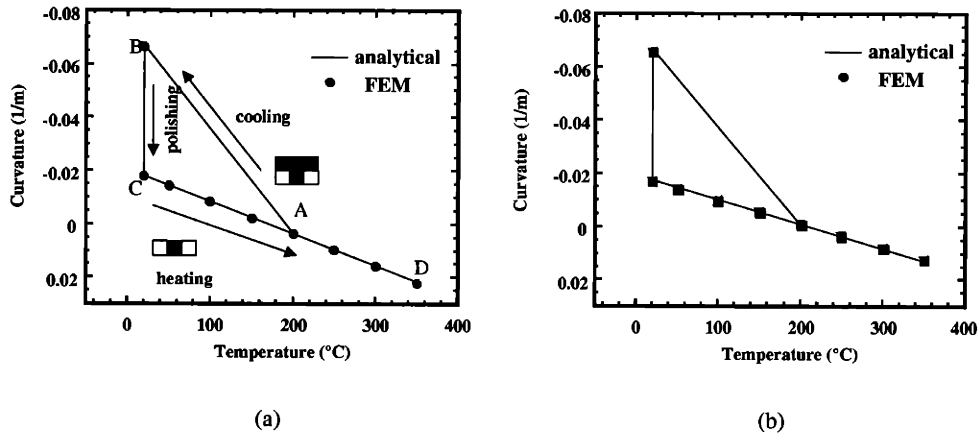 -0.08
-0.06
-0.04
-0.02
0
0.02
Curvature (1/m)
B
polishing
C
cooling
A
D
heating
analytical
FEM
0 100 200 300 400
Temperature (°C)
(a)
-0.08
-0.06
-0.04
-0.02
0
0.02
Curvature (1/m)
analytical
FEM
0 100 200 300 400
Temperature (°C)
(b)